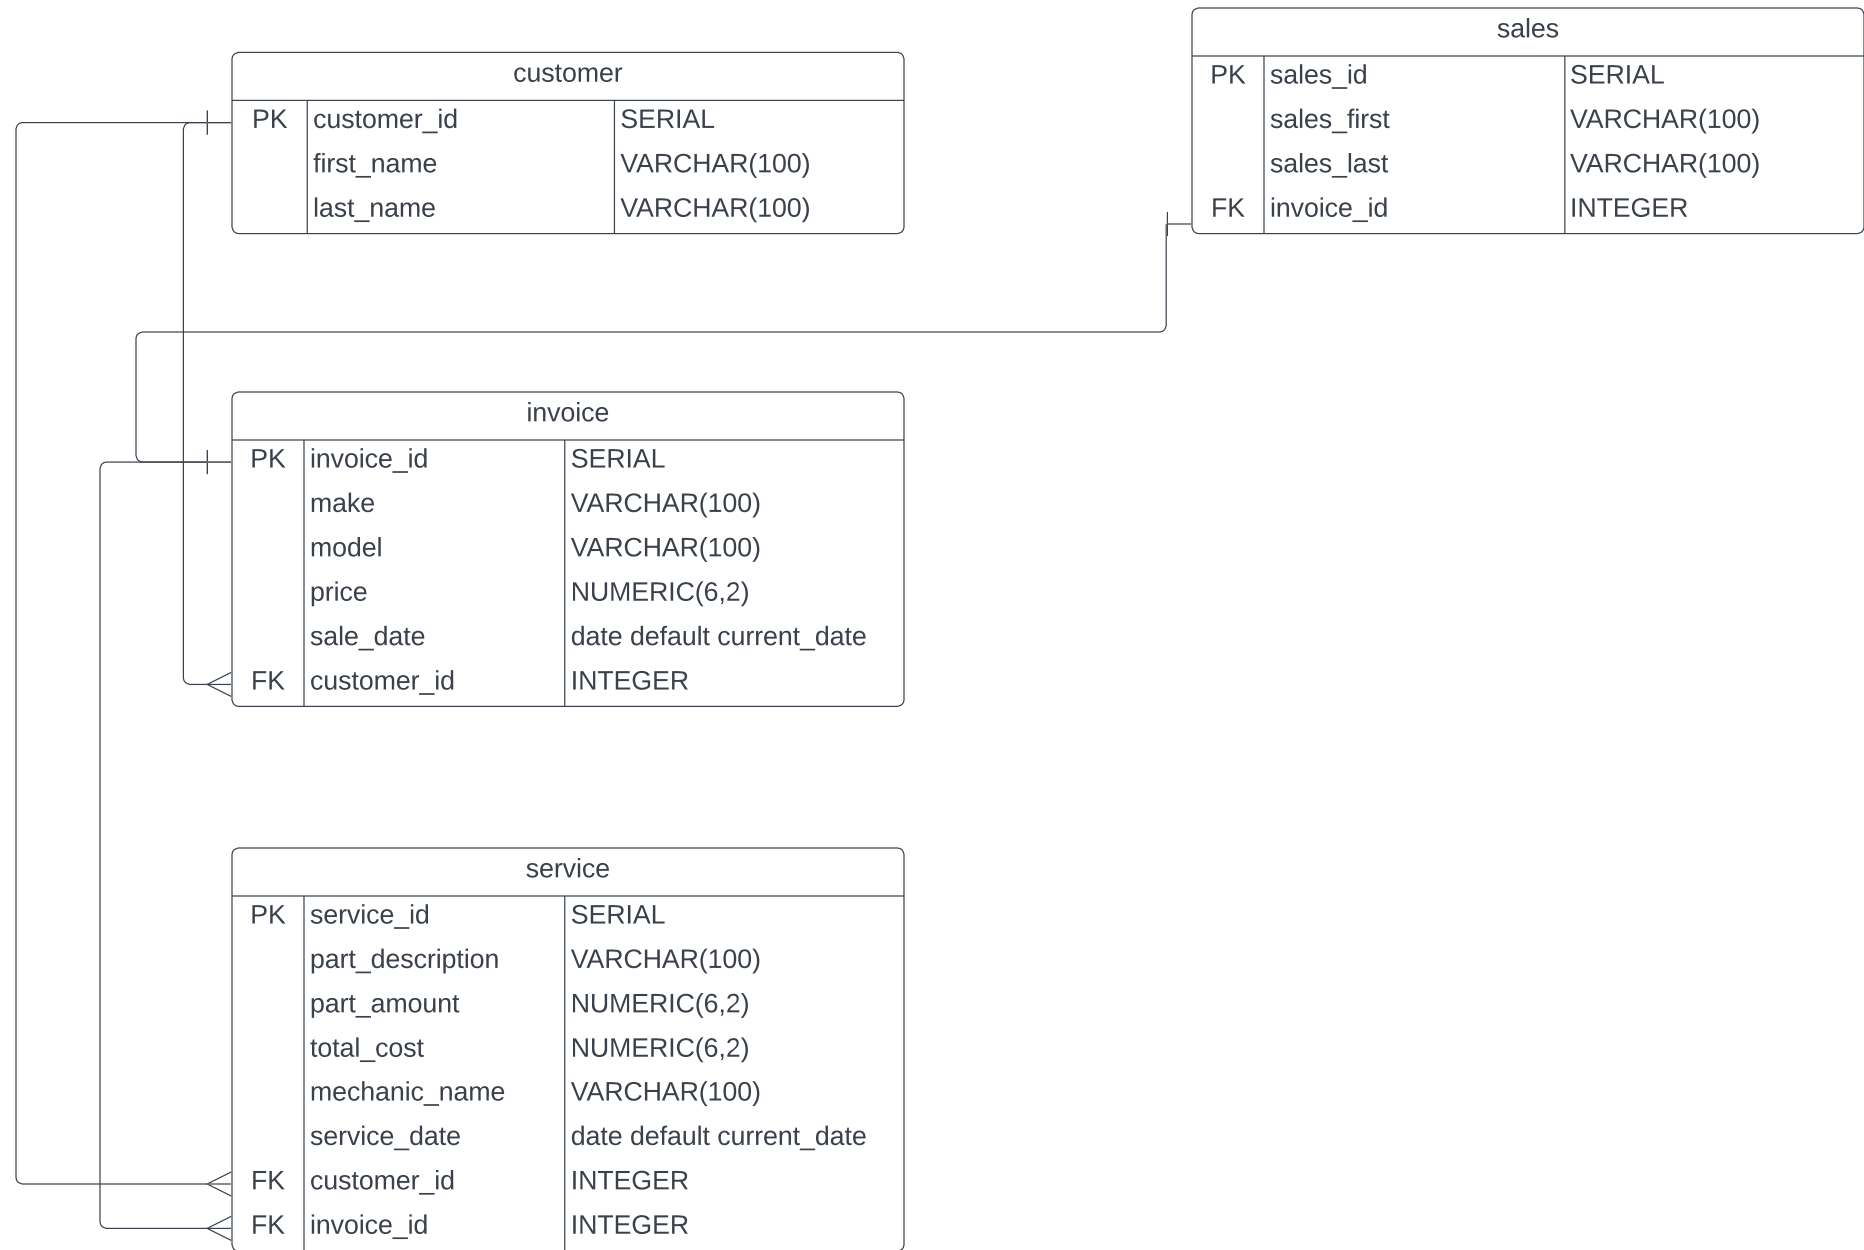 customer
PK customer_id SERIAL
first_name VARCHAR(100)
last_name VARCHAR(100)
sales
PK sales_id SERIAL
sales_first VARCHAR(100)
sales_last VARCHAR(100)
FK invoice_id INTEGER
invoice
PK invoice_id SERIAL
make VARCHAR(100)
model VARCHAR(100)
price NUMERIC(6,2)
sale_date date default current_date
FK customer_id INTEGER
service
PK service_id SERIAL
part_description VARCHAR(100)
part_amount NUMERIC(6,2)
total_cost NUMERIC(6,2)
mechanic_name VARCHAR(100)
service_date date default current_date
FK customer_id INTEGER
FK invoice_id INTEGER